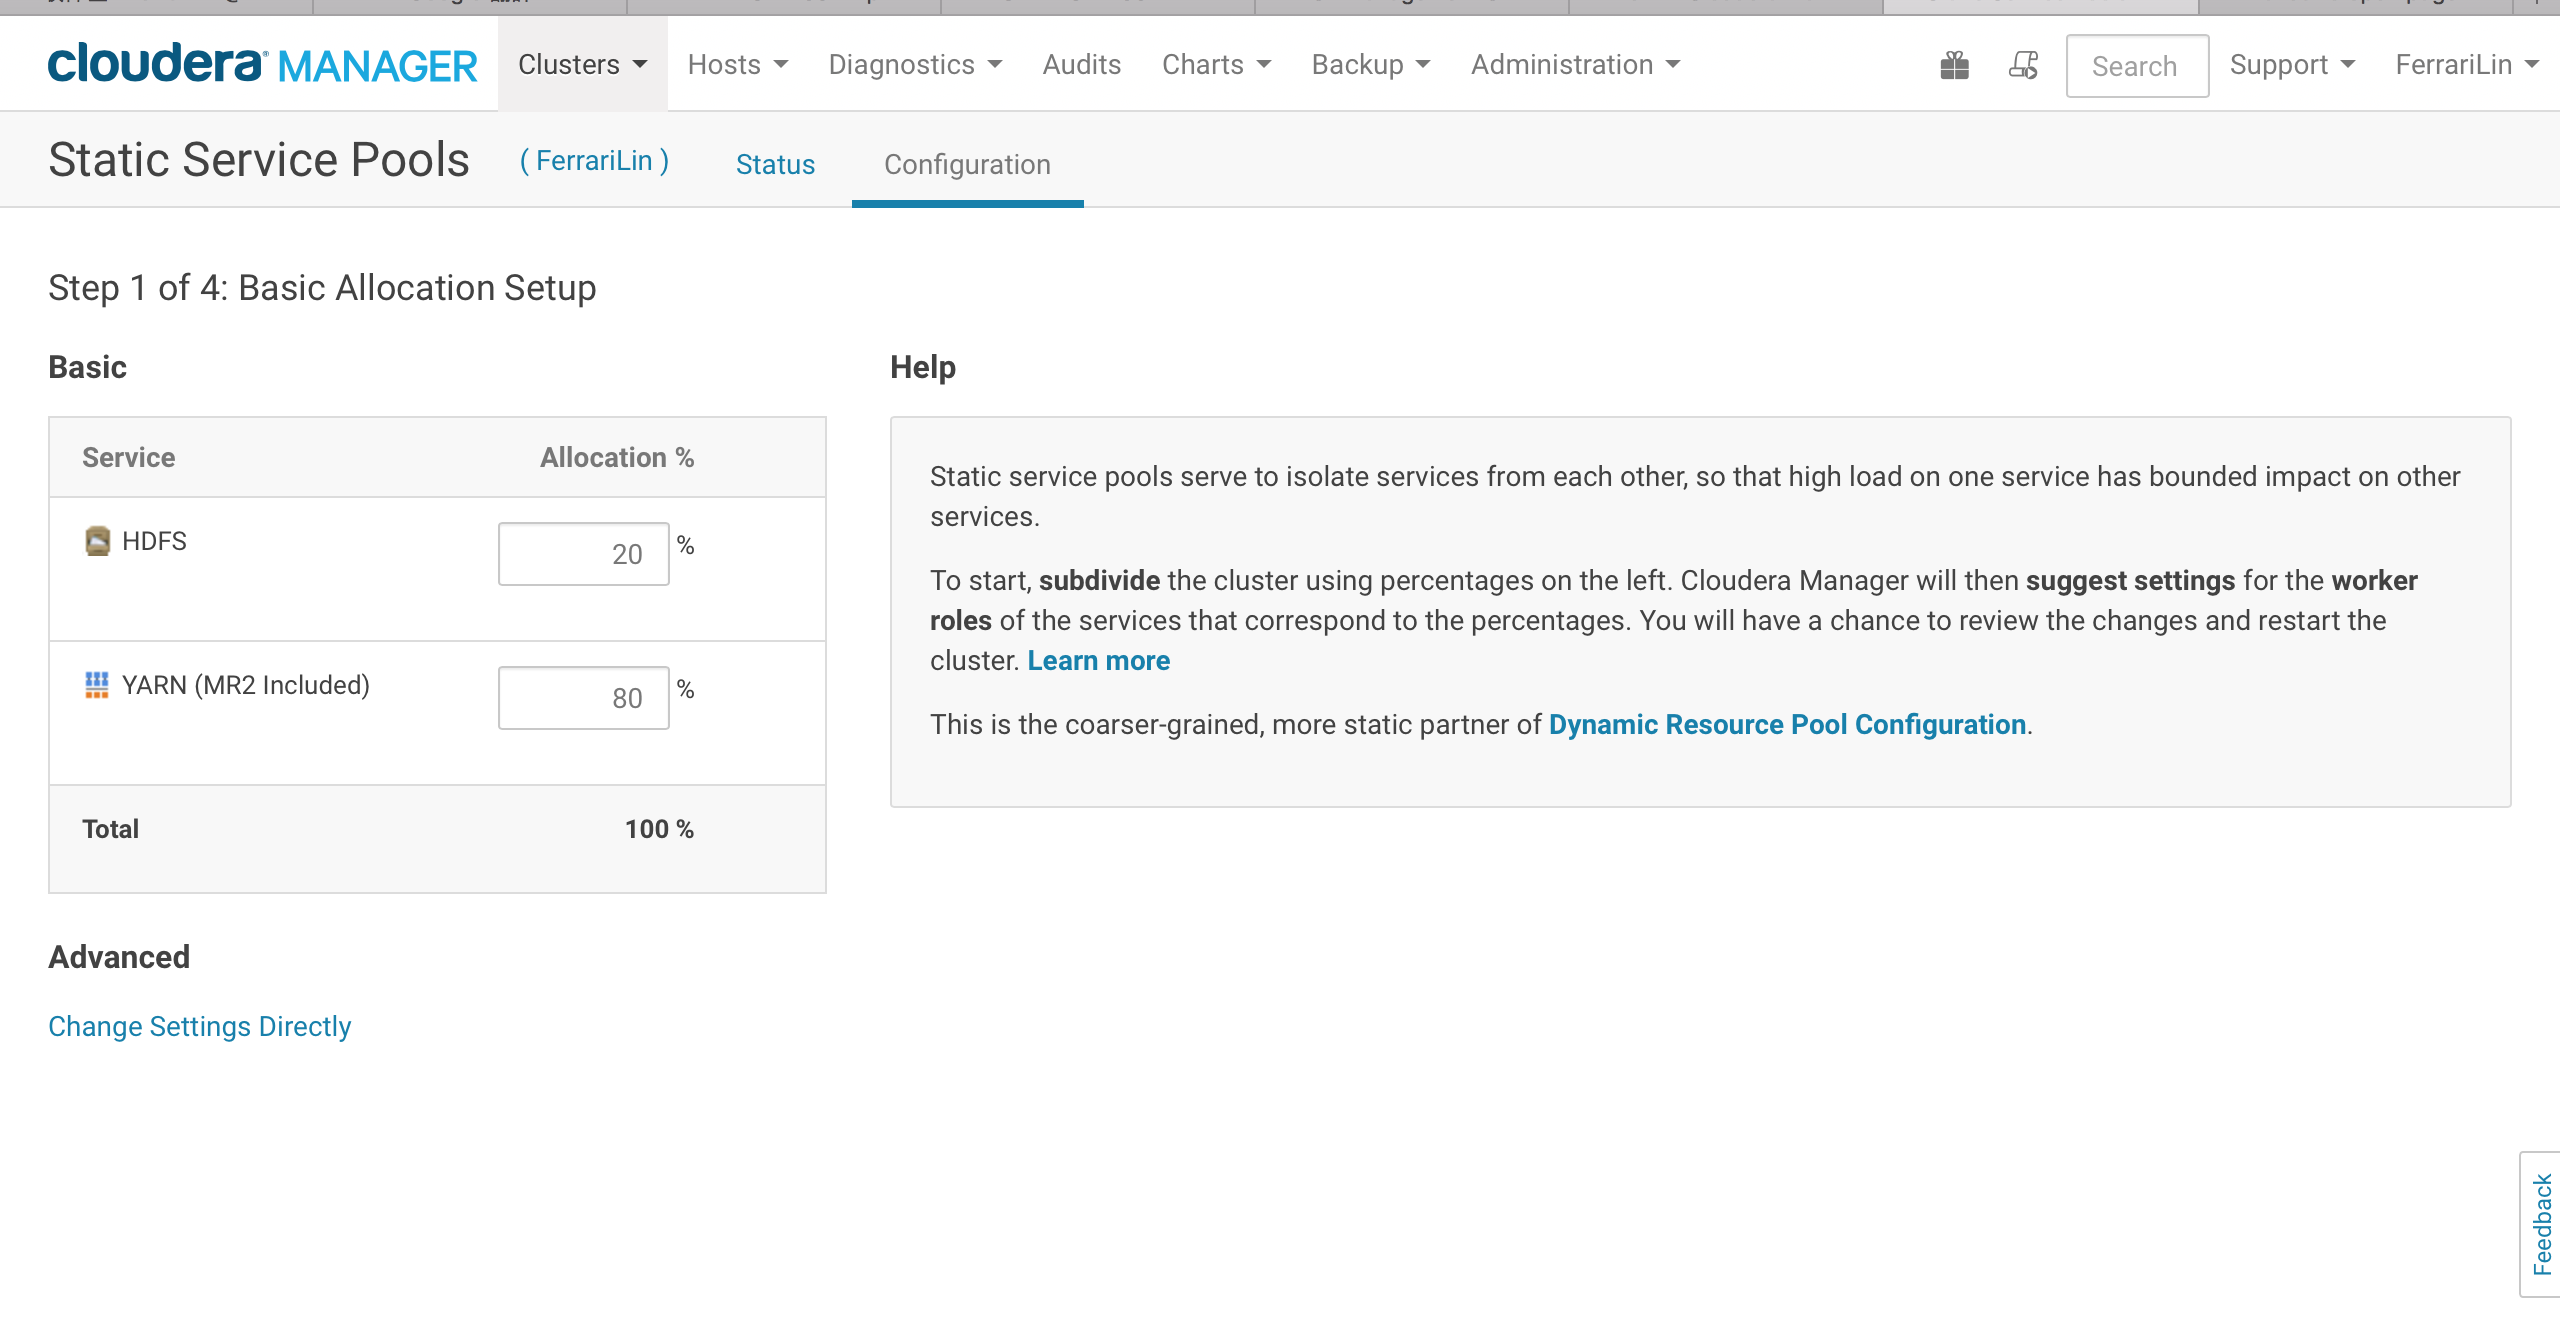 cloudera MANAGER Clusters Hosts Diagnostics Audits Charts Backup Administration Search Support FerrariLin
Static Service Pools ( FerrariLin ) Status Configuration
Step 1 of 4: Basic Allocation Setup
Basic
Service Allocation %
HDFS 20 %
YARN (MR2 Included) 80 %
Total 100 %
Advanced
Change Settings Directly
Help
Static service pools serve to isolate services from each other, so that high load on one service has bounded impact on other
services.
To start, subdivide the cluster using percentages on the left. Cloudera Manager will then suggest settings for the worker
roles of the services that correspond to the percentages. You will have a chance to review the changes and restart the
cluster. Learn more
This is the coarser-grained, more static partner of Dynamic Resource Pool Configuration.
Feedback